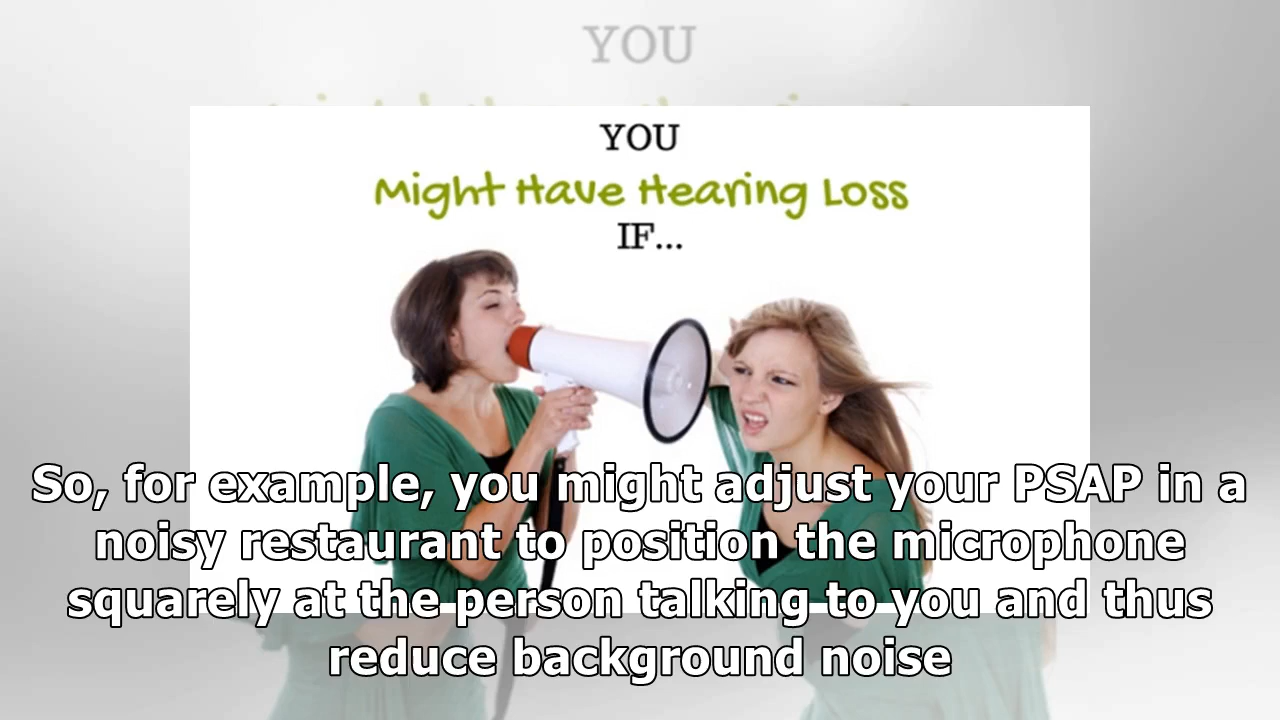 YOU
YOU
Might Have Hearing Loss
IF...
So, for example, you might adjust your PSAP in a
noisy restaurant to position the microphone
squarely at the person talking to you and thus
reduce background noise